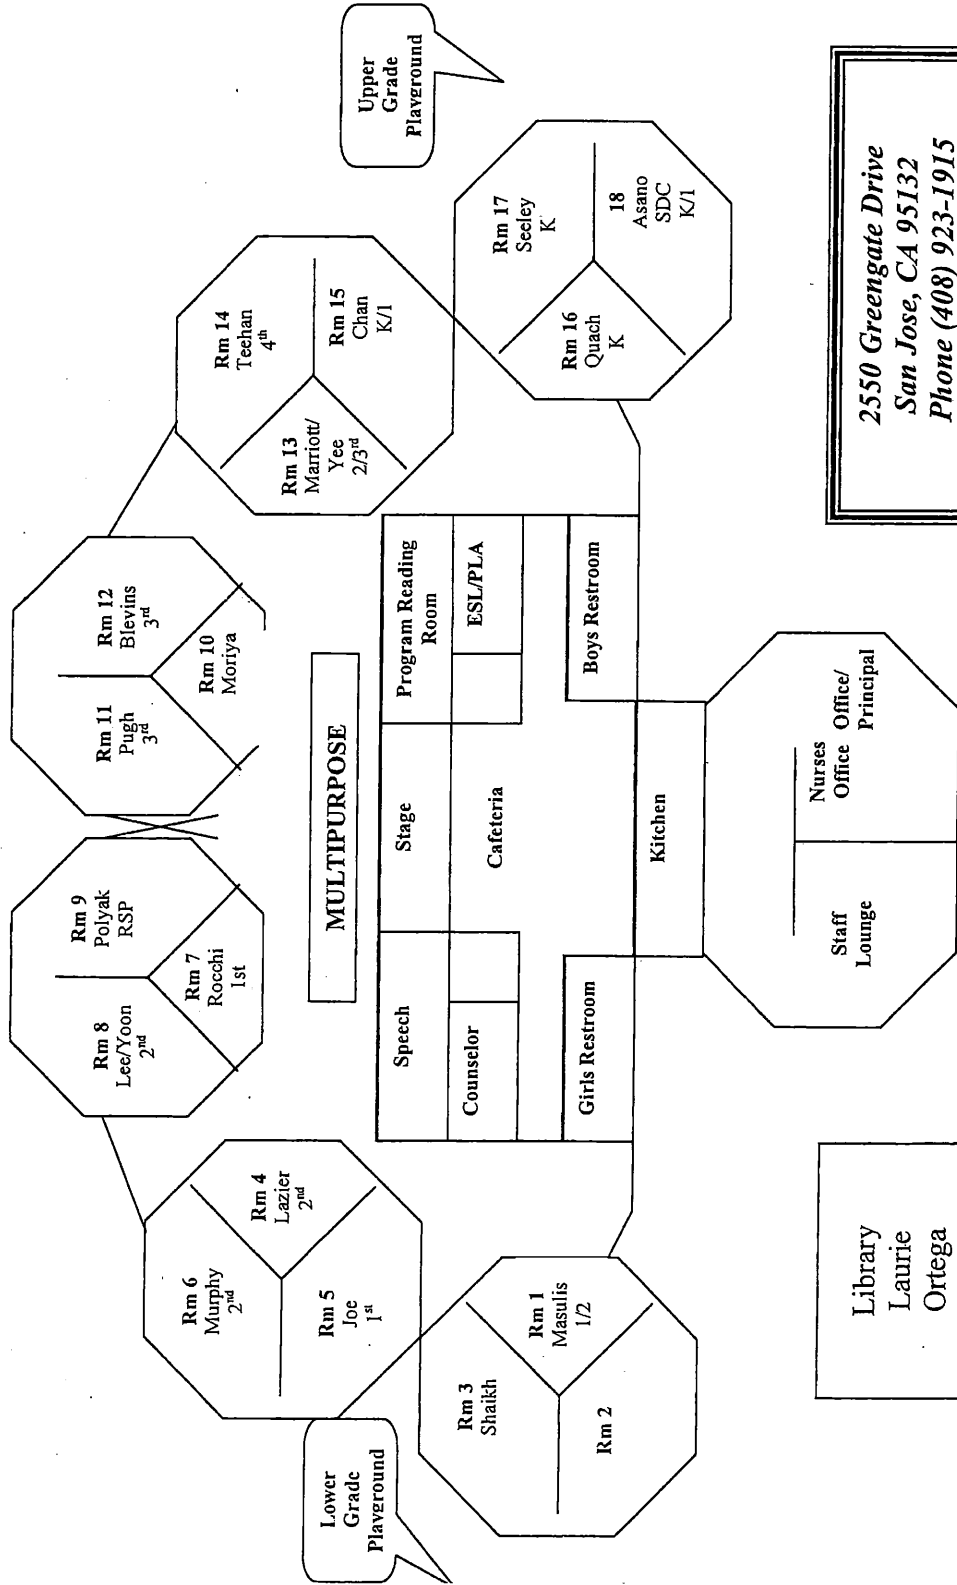 Upper
Grade
Playground
Rm 14
Teehan
4th
Rm 15
Chan
K/1
Rm 13
Marriott/
Yee
2/3rd
Rm 17
Seeley
K
18
Asano
SDC
K/1
Rm 16
Quach
K
Rm 12
Blevins
3rd
Rm 11
Pugh
3rd
Rm 10
Moriya
Rm 9
Polyak
RSP
Rm 8
Lee/Yoon
2nd
Rm 7
Rocchi
1st
Rm 6
Murphy
2nd
Rm 4
Lazier
2nd
Rm 5
Joe
1st
Lower
Grade
Playground
Rm 3
Shaikh
Rm 1
Masulis
1/2
Rm 2
MULTIPURPOSE
Speech
Stage
Program Reading
Room
Counselor
Cafeteria
ESL/PLA
Girls Restroom
Boys Restroom
Kitchen
Staff
Lounge
Nurses
Office
Office/
Principal
Library
Laurie
Ortega
2550 Greengate Drive
San Jose, CA 95132
Phone (408) 923-1915